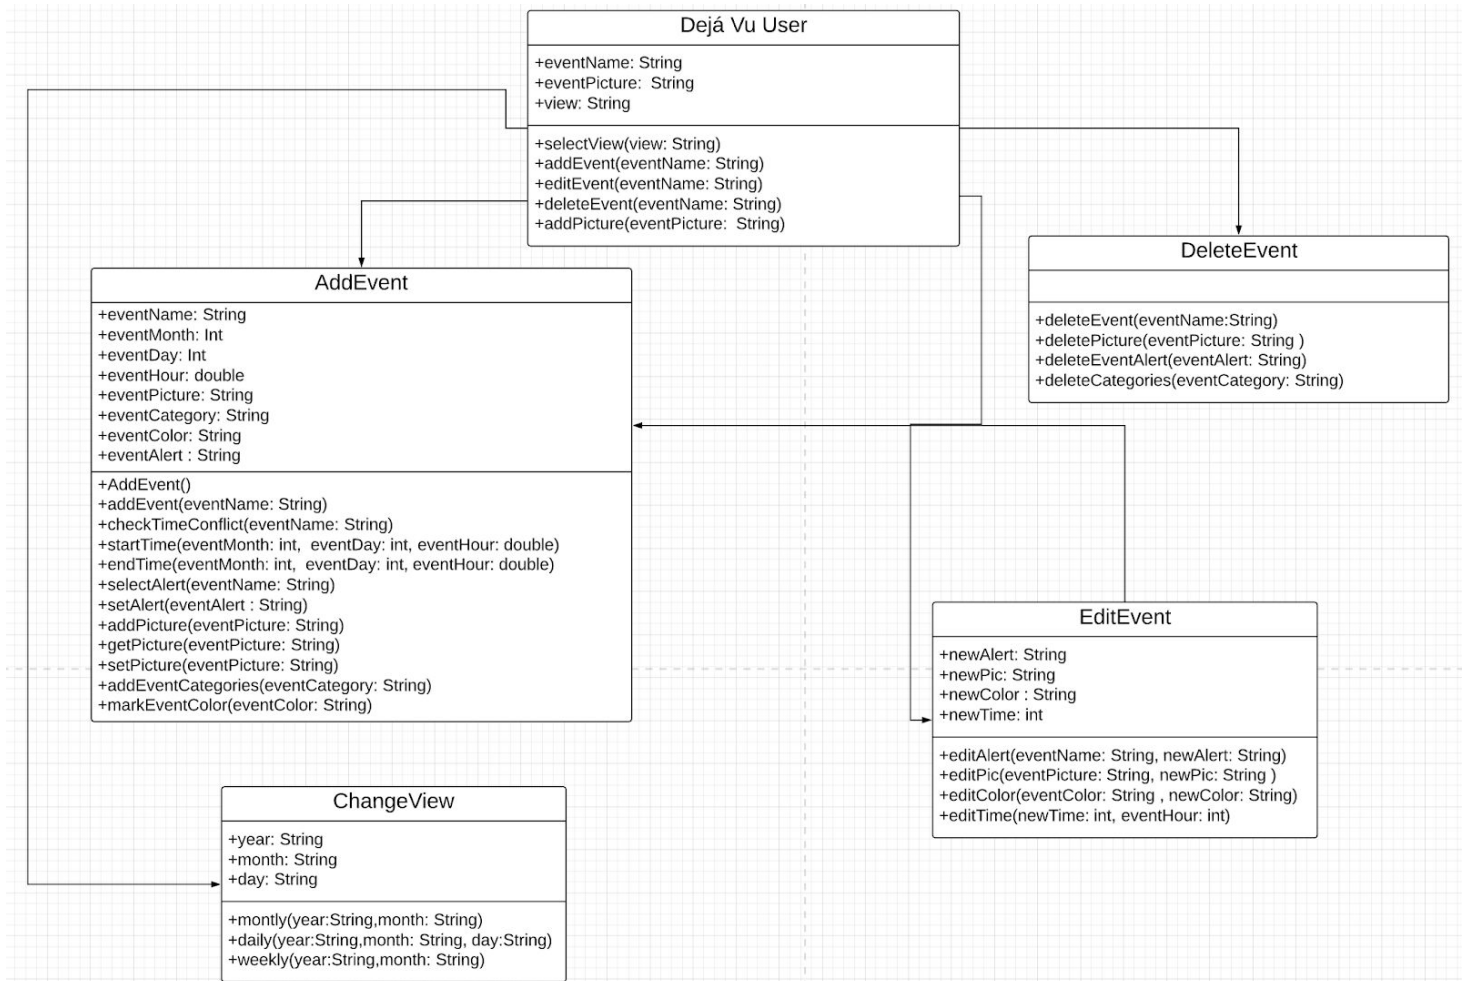 Dejá Vu User
+eventName: String
+eventPicture:  String
+view: String
+selectView(view: String)
+addEvent(eventName: String)
+editEvent(eventName: String)
+deleteEvent(eventName: String)
+addPicture(eventPicture:  String)
AddEvent
+eventName: String
+eventMonth: Int
+eventDay: Int
+eventHour: double
+eventPicture: String
+eventCategory: String
+eventColor: String
+eventAlert : String
+AddEvent()
+addEvent(eventName: String)
+checkTimeConflict(eventName: String)
+startTime(eventMonth: int,  eventDay: int, eventHour: double)
+endTime(eventMonth: int,  eventDay: int, eventHour: double)
+selectAlert(eventName: String)
+setAlert(eventAlert : String)
+addPicture(eventPicture: String)
+getPicture(eventPicture: String)
+setPicture(eventPicture: String)
+addEventCategories(eventCategory: String)
+markEventColor(eventColor: String)
DeleteEvent
+deleteEvent(eventName:String)
+deletePicture(eventPicture: String )
+deleteEventAlert(eventAlert: String)
+deleteCategories(eventCategory: String)
EditEvent
+newAlert: String
+newPic: String
+newColor : String
+newTime: int
+editAlert(eventName: String, newAlert: String)
+editPic(eventPicture: String, newPic: String )
+editColor(eventColor: String , newColor: String)
+editTime(newTime: int, eventHour: int)
ChangeView
+year: String
+month: String
+day: String
+montly(year:String,month: String)
+daily(year:String,month: String, day:String)
+weekly(year:String,month: String)